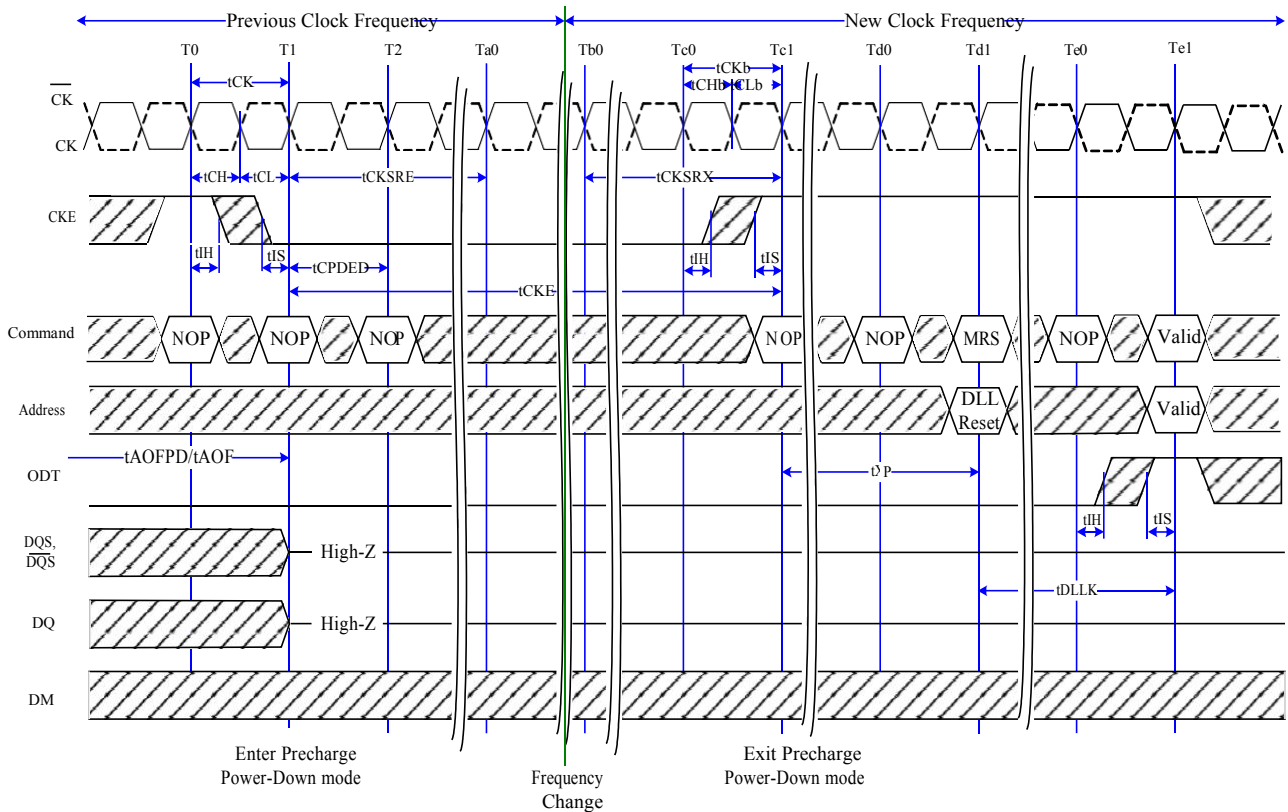 Previous Clock Frequency
New Clock Frequency
T0 T1 T2 Ta0 Tb0 Tc0 Tc1 Td0 Td1 Te0 Te1
tCK
tCKb
tCHb tCLb
CK
CK
tCH tCL tCKSRE tCKSRX
CKE
tIH tIS tCPDED tIH tIS
tCKE
Command NOP NOP NOP NOP NOP MRS NOP Valid
Address DLL Reset Valid
tAOFPD/tAOF
ODT
tXP
tIH tIS
DQS,
DQS
High-Z
tDLLK
DQ High-Z
DM
Enter Precharge
Power-Down mode
Exit Precharge
Power-Down mode
Frequency
Change